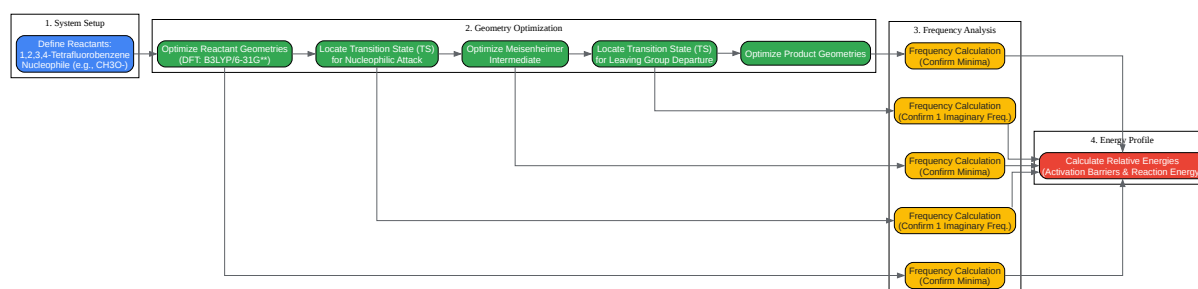 1. System Setup
Define Reactants:
1,2,3,4-Tetrafluorobenzene
Nucleophile (e.g., CH3O-)
2. Geometry Optimization
Optimize Reactant Geometries
(DFT: B3LYP/6-31G**)
Locate Transition State (TS)
for Nucleophilic Attack
Optimize Meisenheimer
Intermediate
Locate Transition State (TS)
for Leaving Group Departure
Optimize Product Geometries
3. Frequency Analysis
Frequency Calculation
(Confirm Minima)
Frequency Calculation
(Confirm 1 Imaginary Freq.)
Frequency Calculation
(Confirm Minima)
Frequency Calculation
(Confirm 1 Imaginary Freq.)
Frequency Calculation
(Confirm Minima)
4. Energy Profile
Calculate Relative Energies
(Activation Barriers & Reaction Energy